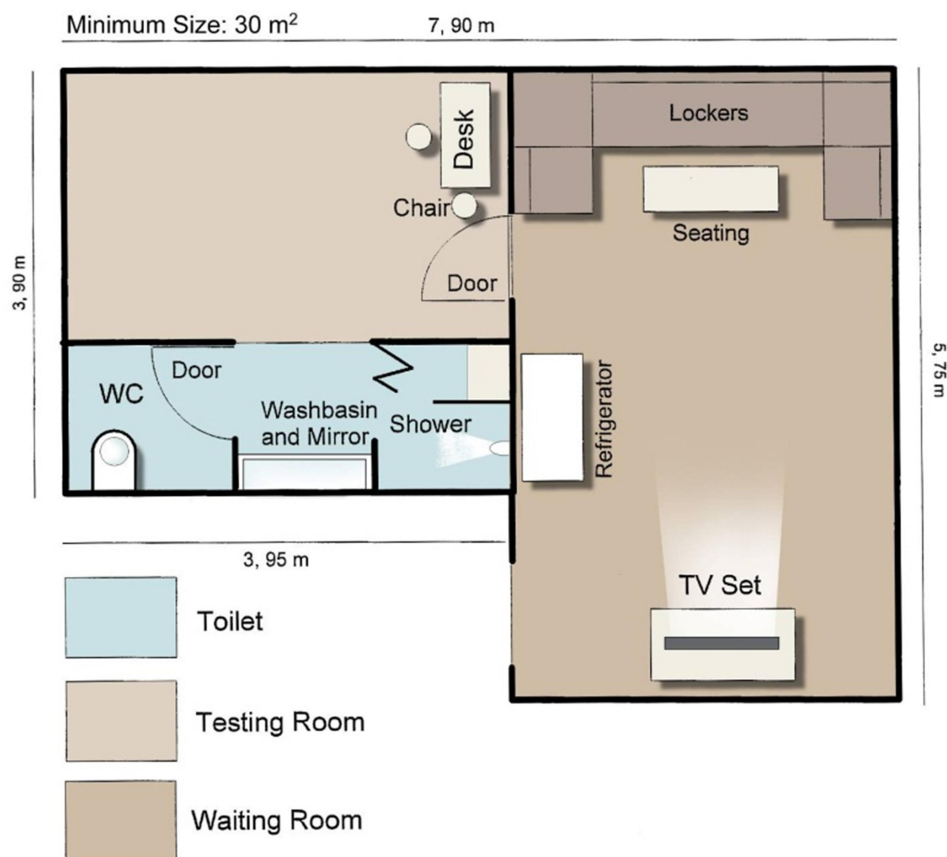 Minimum Size: 30 m²
7, 90 m
Lockers
Desk
Chair
Seating
Door
3, 90 m
5, 75 m
Door
WC
Washbasin
and Mirror
Shower
Refrigerator
3, 95 m
TV Set
Toilet
Testing Room
Waiting Room